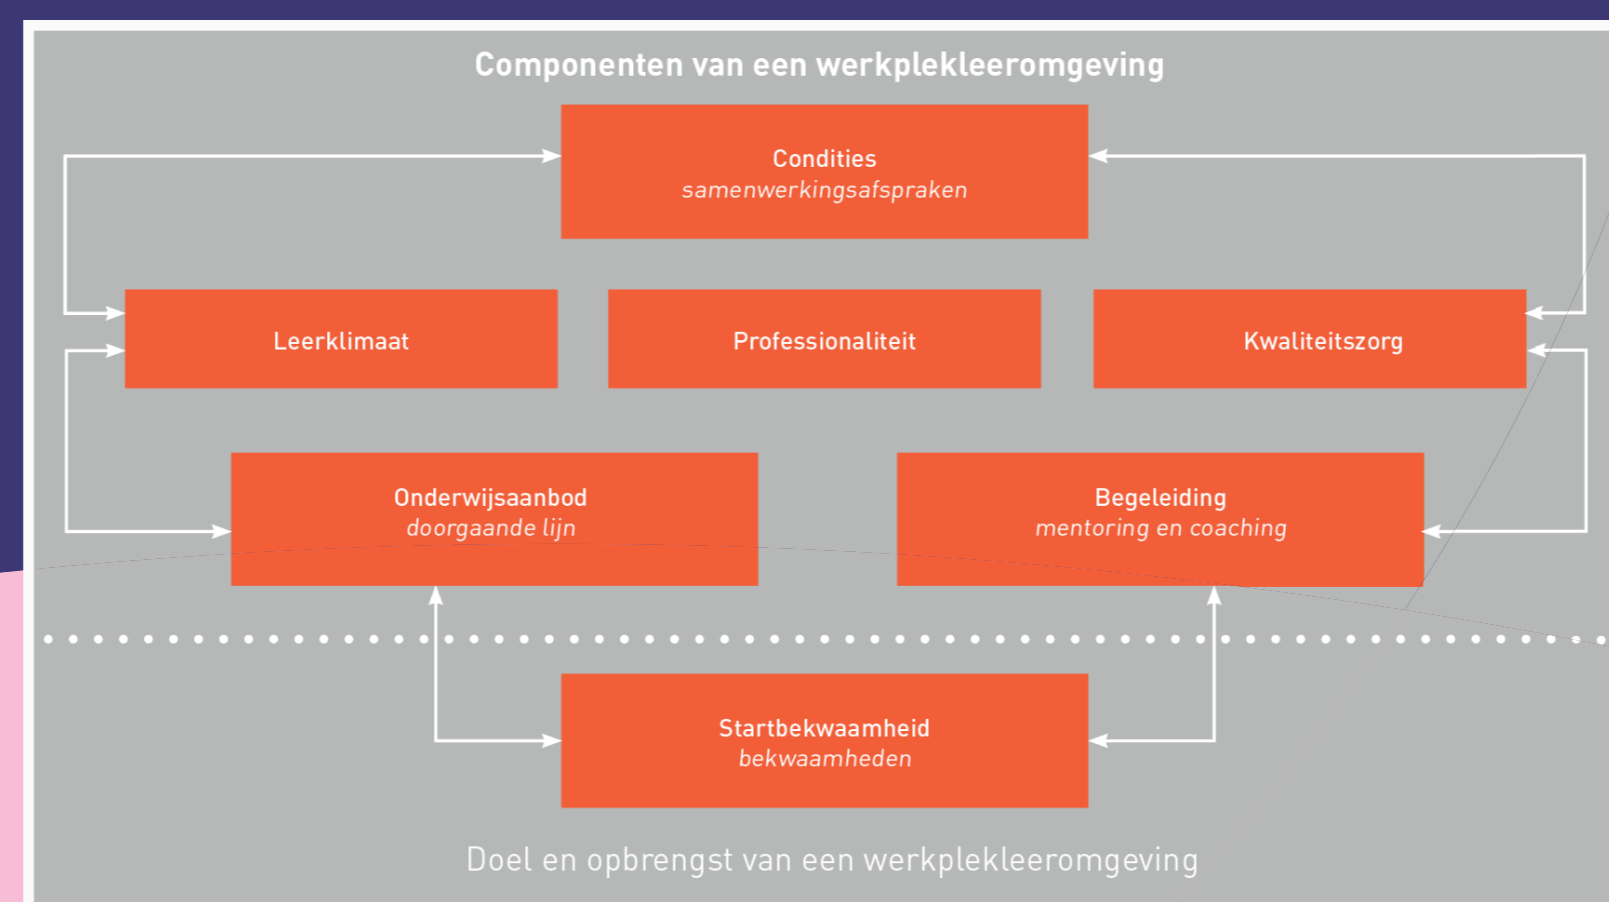 Componenten van een werkplekleeromgeving
Condities
samenwerkingsafspraken
Leerklimaat
Professionaliteit
Kwaliteitszorg
Onderwijsaanbod
doorgaande lijn
Begeleiding
mentoring en coaching
Startbekwaamheid
bekwaamheden
Doel en opbrengst van een werkplekleeromgeving